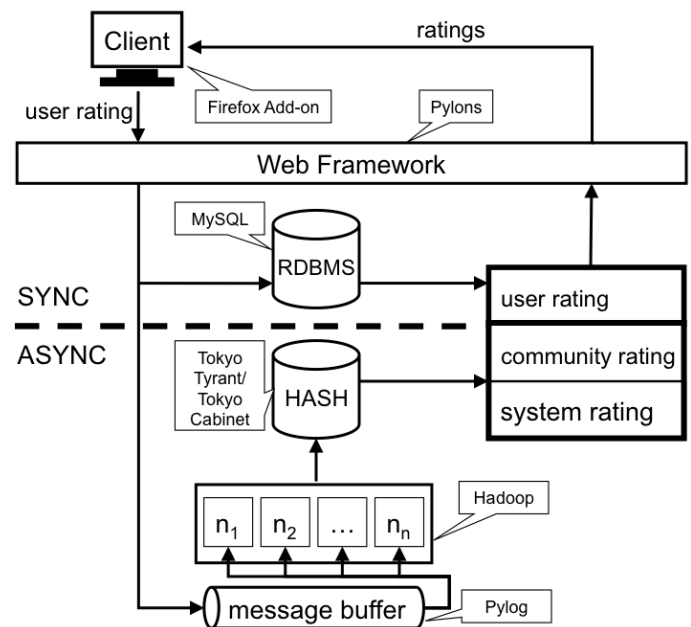 Client
ratings
user rating
Firefox Add-on
Pylons
Web Framework
MySQL
RDBMS
user rating
SYNC
ASYNC
community rating
Tokyo
Tyrant/
Tokyo
Cabinet
HASH
system rating
Hadoop
n1 n2 … nn
message buffer
Pylog